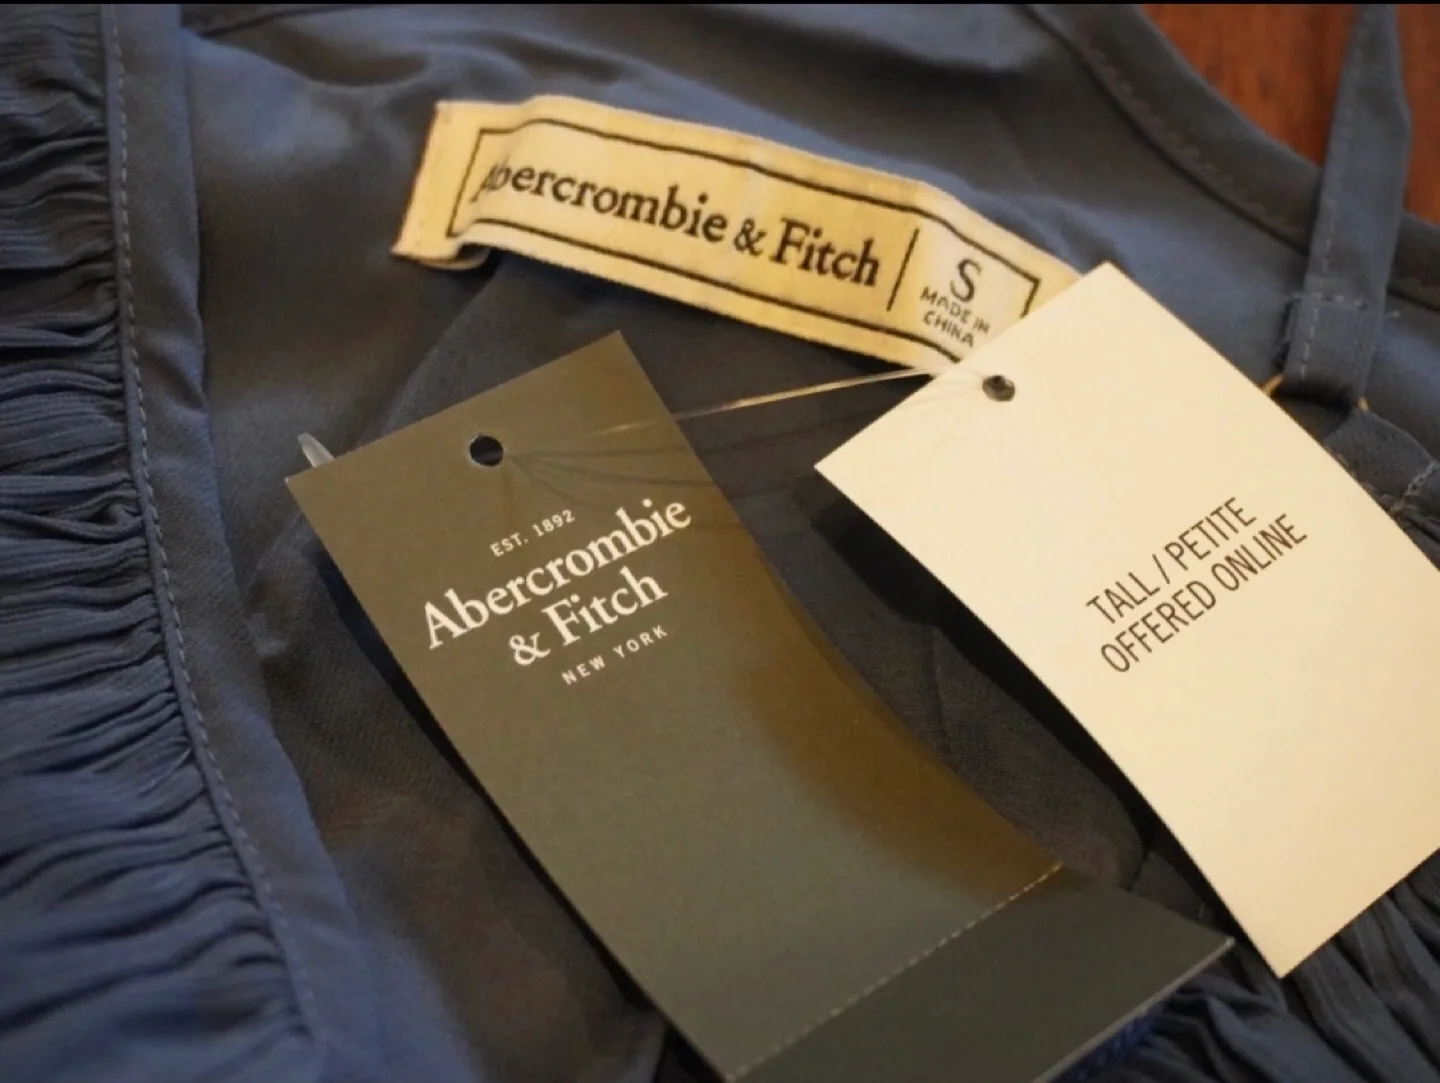 Abercrombie & Fitch
S
MADE IN
CHINA
EST. 1892
Abercrombie
& Fitch
NEW YORK
TALL / PETITE
OFFERED ONLINE